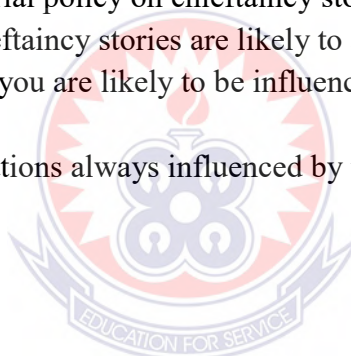 rial policy on chieftaincy sto
eftaincy stories are likely to
you are likely to be influenc
tions always influenced by
EDUCATION FOR SERVICE